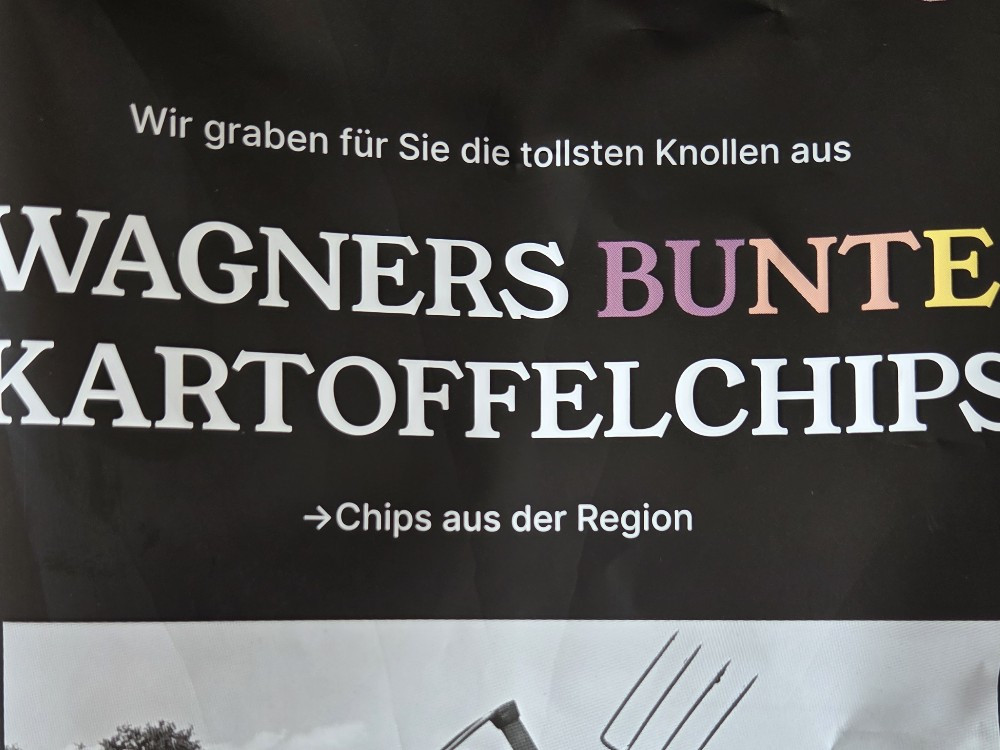 Wir graben für Sie die tollsten Knollen aus
WAGNERS BUNTE
KARTOFFELCHIPS
→Chips aus der Region